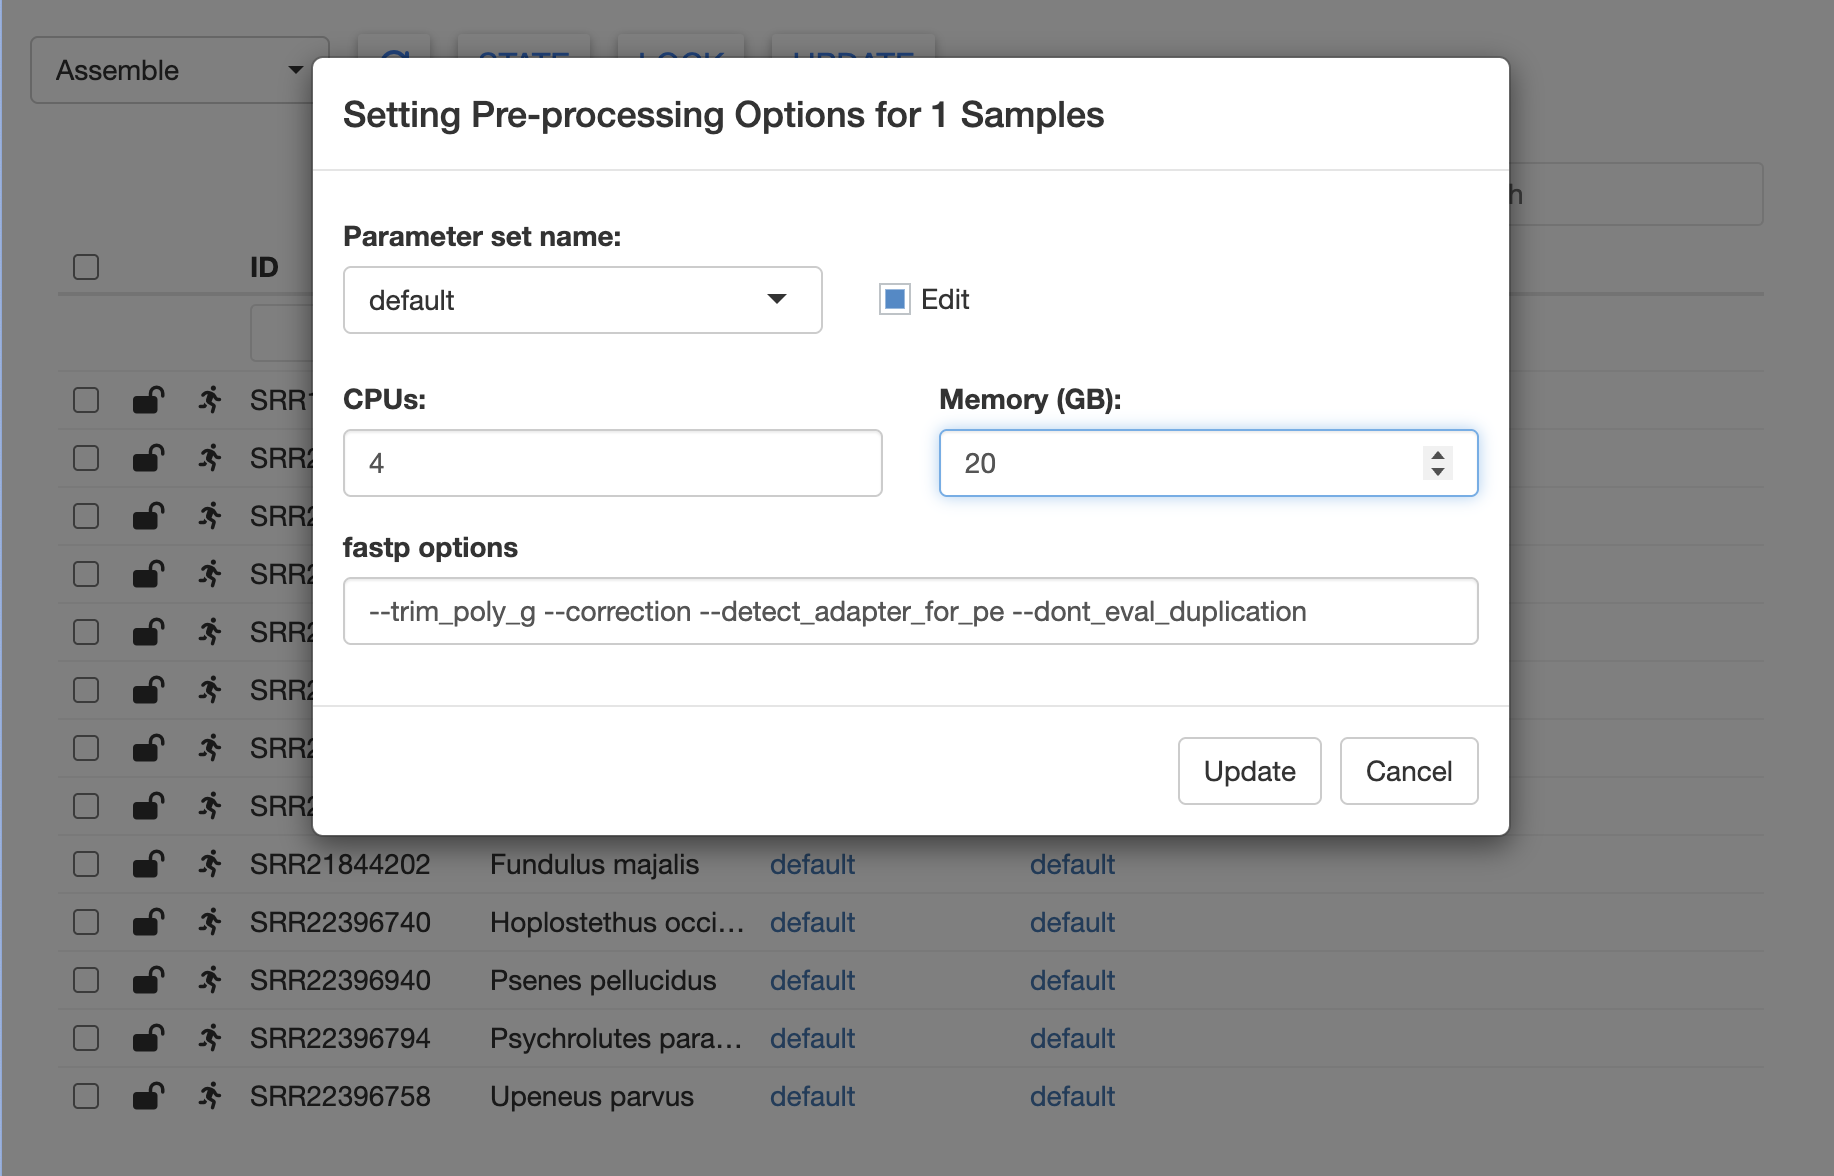 Assemble
STATE
LOCK
UPDATE
Setting Pre-processing Options for 1 Samples
Parameter set name:
default
Edit
CPUs:
Memory (GB):
4
20
fastp options
--trim_poly_g --correction --detect_adapter_for_pe --dont_eval_duplication
Update
Cancel
h
ID
SRR1
SRR2
SRR2
SRR2
SRR2
SRR2
SRR2
SRR2
SRR21844202 Fundulus majalis default default
SRR22396740 Hoplostethus occi... default default
SRR22396940 Psenes pellucidus default default
SRR22396794 Psychrolutes para... default default
SRR22396758 Upeneus parvus default default